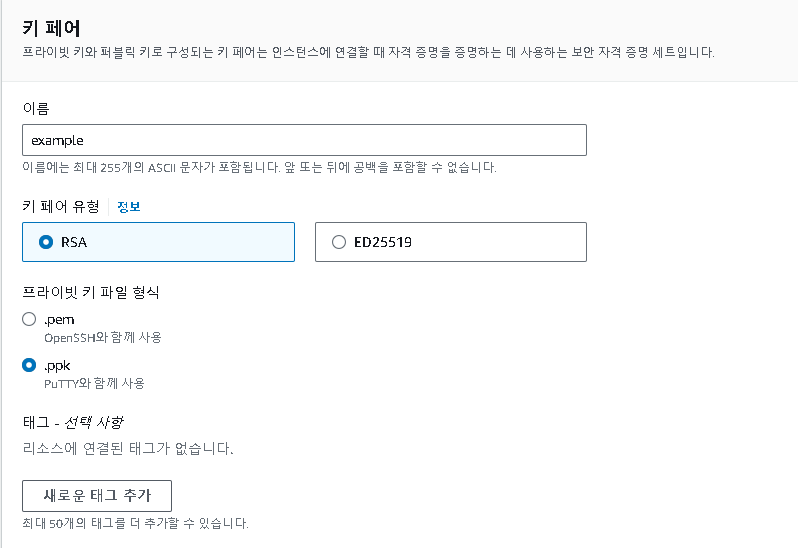 키 페어
프라이빗 키와 퍼블릭 키로 구성되는 키 페어는 인스턴스에 연결할 때 자격 증명을 증명하는 데 사용하는 보안 자격 증명 세트입니다.
이름
example
이름에는 최대 255개의 ASCII 문자가 포함됩니다. 앞 또는 뒤에 공백을 포함할 수 없습니다.
키 페어 유형 정보
RSA ED25519
프라이빗 키 파일 형식
.pem
OpenSSH와 함께 사용
.ppk
PuTTY와 함께 사용
태그 - 선택 사항
리소스에 연결된 태그가 없습니다.
새로운 태그 추가
최대 50개의 태그를 더 추가할 수 있습니다.